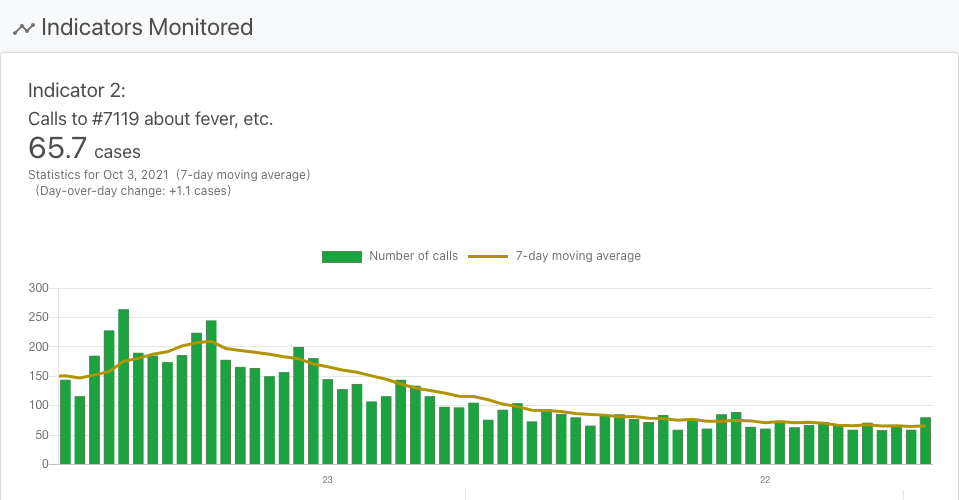 Indicators Monitored
Indicator 2:
Calls to #7119 about fever, etc.
65.7 cases
Statistics for Oct 3, 2021 (7-day moving average)
(Day-over-day change: +1.1 cases)
Number of calls 7-day moving average
300
250
200
150
100
50
0
23 22